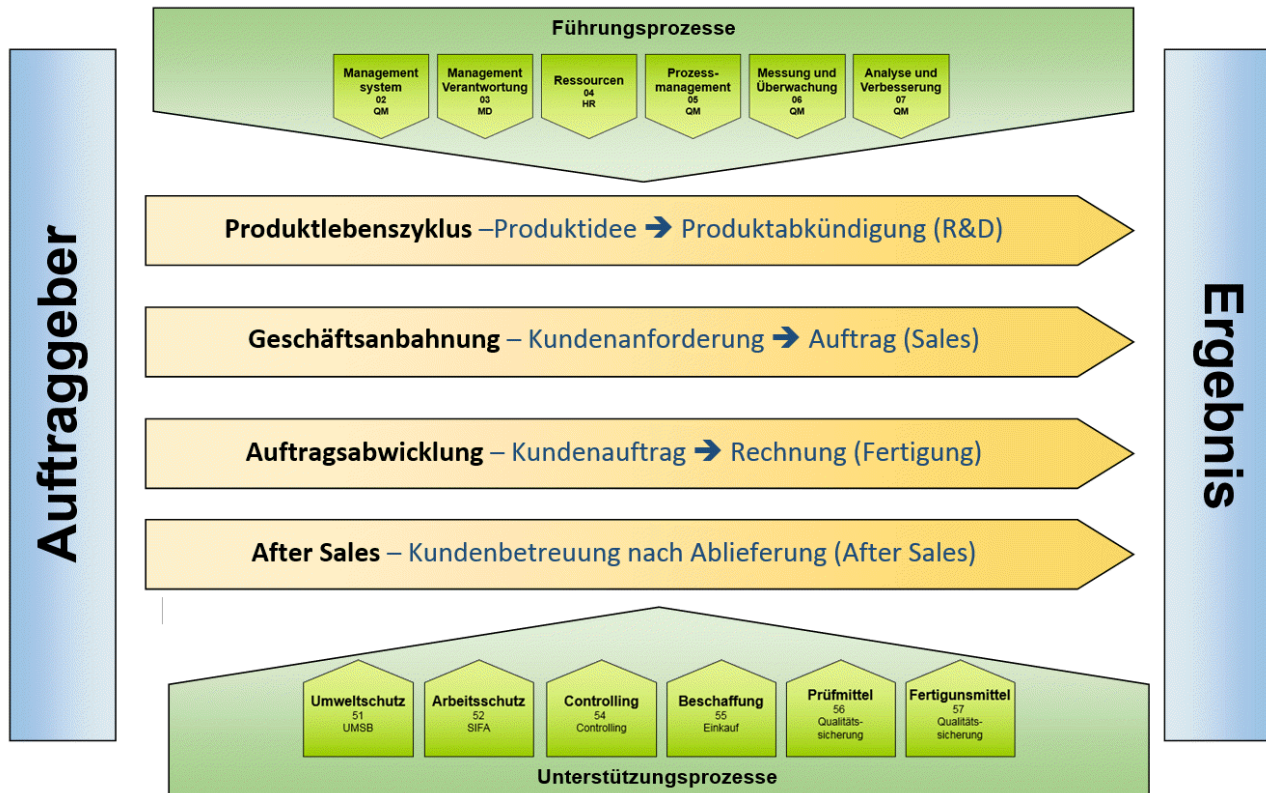 Führungsprozesse
Management
system
02
QM
Management
Verantwortung
03
MD
Ressourcen
04
HR
Prozess-
management
05
QM
Messung und
Überwachung
06
QM
Analyse und
Verbesserung
07
QM
Auftraggeber
Produktlebenszyklus –Produktidee ➔ Produktabkündigung (R&D)
Geschäftsanbahnung – Kundenanforderung ➔ Auftrag (Sales)
Auftragsabwicklung – Kundenauftrag ➔ Rechnung (Fertigung)
After Sales – Kundenbetreuung nach Ablieferung (After Sales)
Ergebnis
Umweltschutz
51
UMSB
Arbeitsschutz
52
SIFA
Controlling
54
Controlling
Beschaffung
55
Einkauf
Prüfmittel
56
Qualitäts-
sicherung
Fertigunsmittel
57
Qualitäts-
sicherung
Unterstützungsprozesse